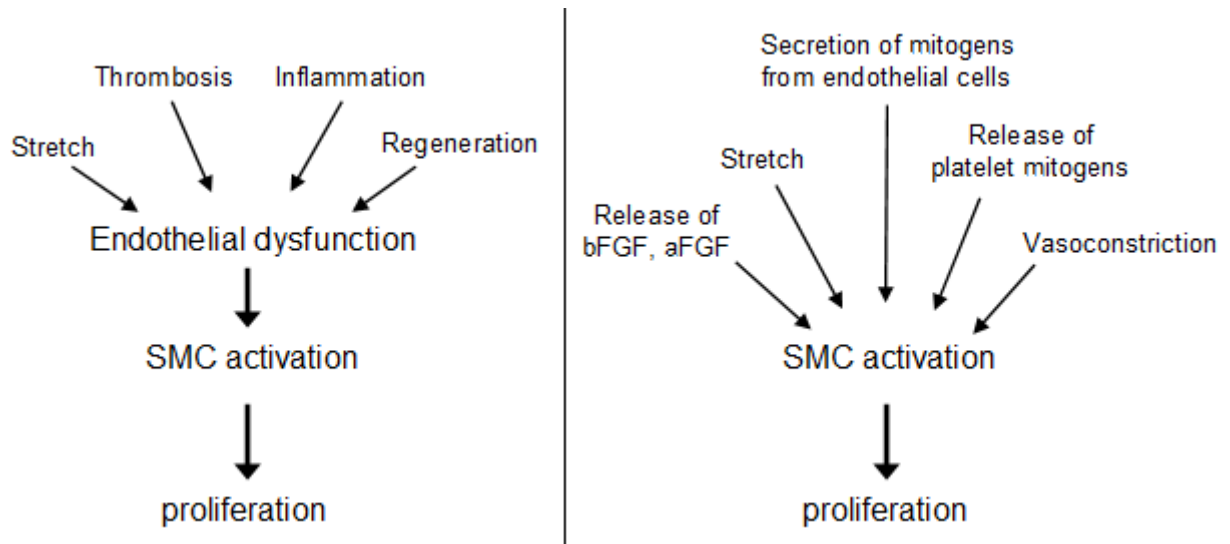 Thrombosis
Inflammation
Stretch
Regeneration
Endothelial dysfunction
SMC activation
proliferation
Secretion of mitogens
from endothelial cells
Release of
platelet mitogens
Stretch
Release of
bFGF, aFGF
Vasoconstriction
SMC activation
proliferation